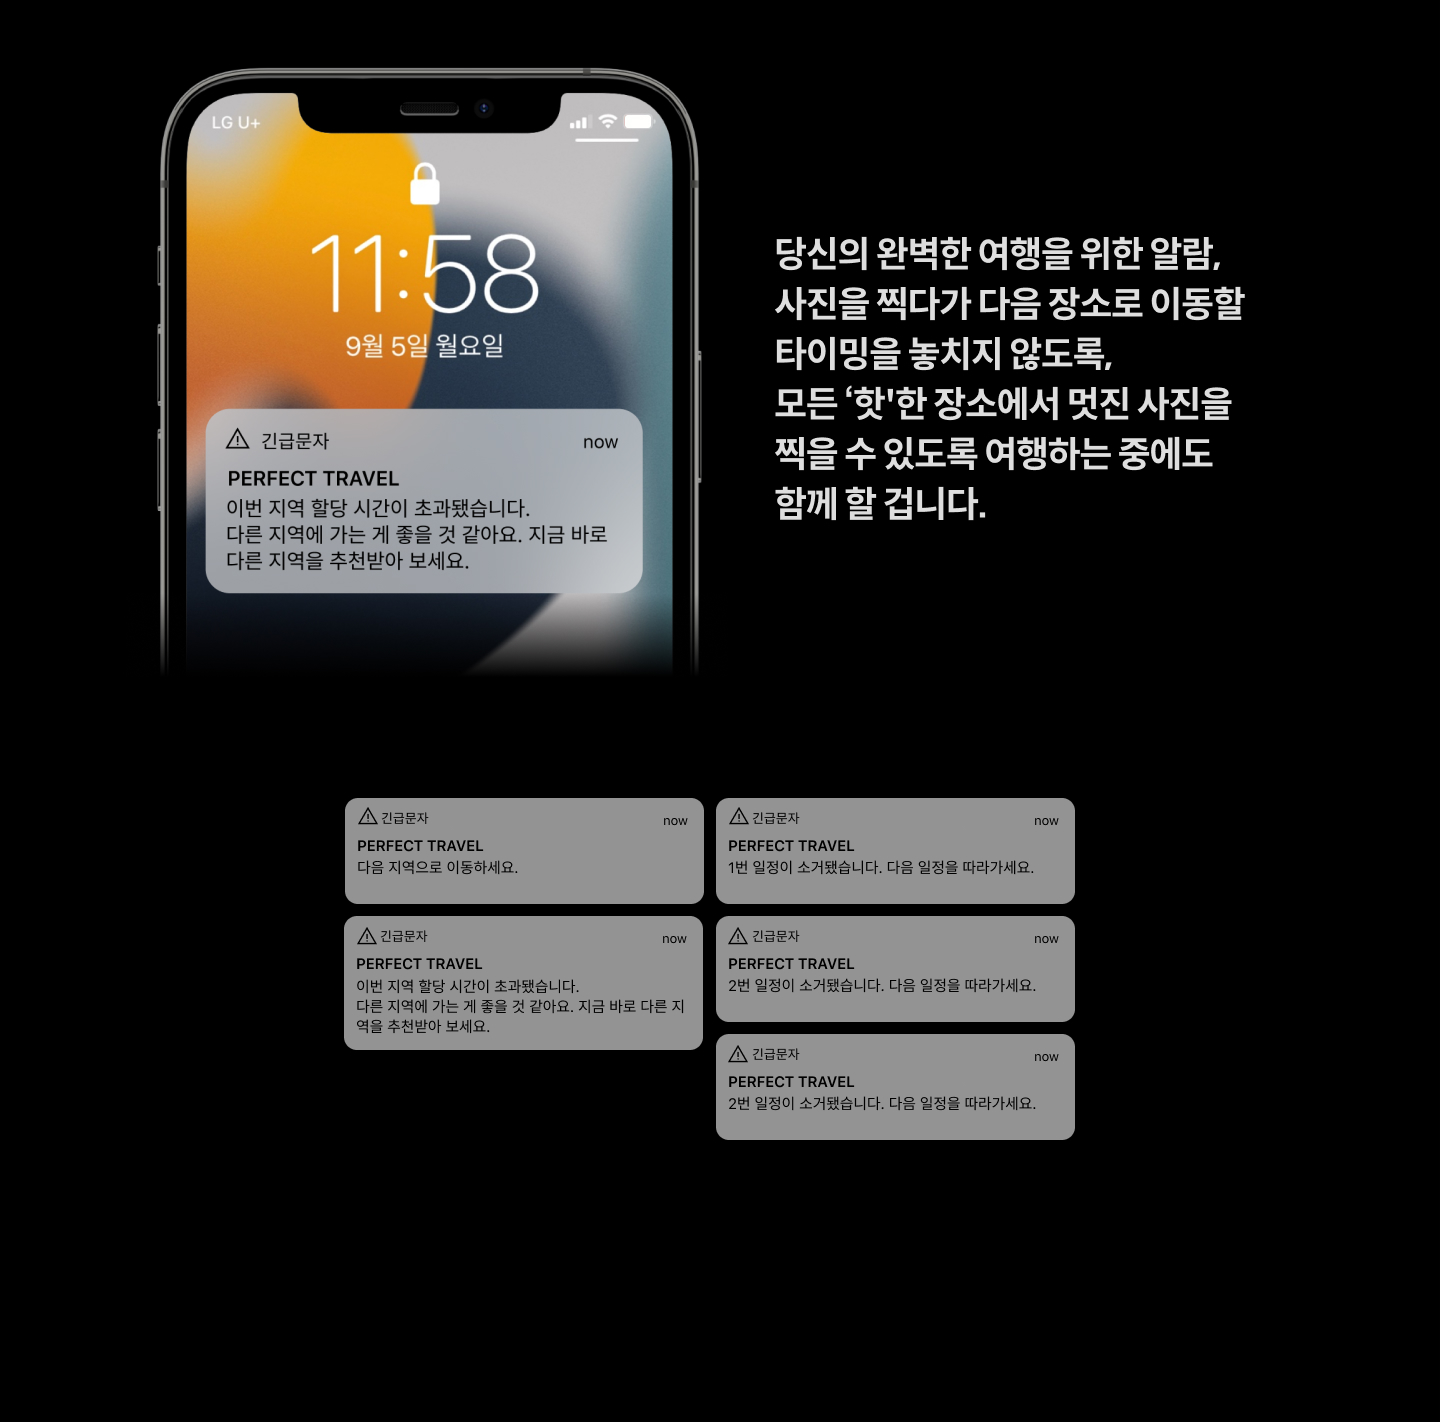 LG U+
11:58
9월 5일 월요일
긴급문자 now
PERFECT TRAVEL
이번 지역 할당 시간이 초과됐습니다.
다른 지역에 가는 게 좋을 것 같아요. 지금 바로
다른 지역을 추천받아 보세요.
당신의 완벽한 여행을 위한 알람,
사진을 찍다가 다음 장소로 이동할
타이밍을 놓치지 않도록,
모든 ‘핫'한 장소에서 멋진 사진을
찍을 수 있도록 여행하는 중에도
함께 할 겁니다.
긴급문자 now
PERFECT TRAVEL
다음 지역으로 이동하세요.
긴급문자 now
PERFECT TRAVEL
이번 지역 할당 시간이 초과됐습니다.
다른 지역에 가는 게 좋을 것 같아요. 지금 바로 다른 지
역을 추천받아 보세요.
긴급문자 now
PERFECT TRAVEL
1번 일정이 소거됐습니다. 다음 일정을 따라가세요.
긴급문자 now
PERFECT TRAVEL
2번 일정이 소거됐습니다. 다음 일정을 따라가세요.
긴급문자 now
PERFECT TRAVEL
2번 일정이 소거됐습니다. 다음 일정을 따라가세요.